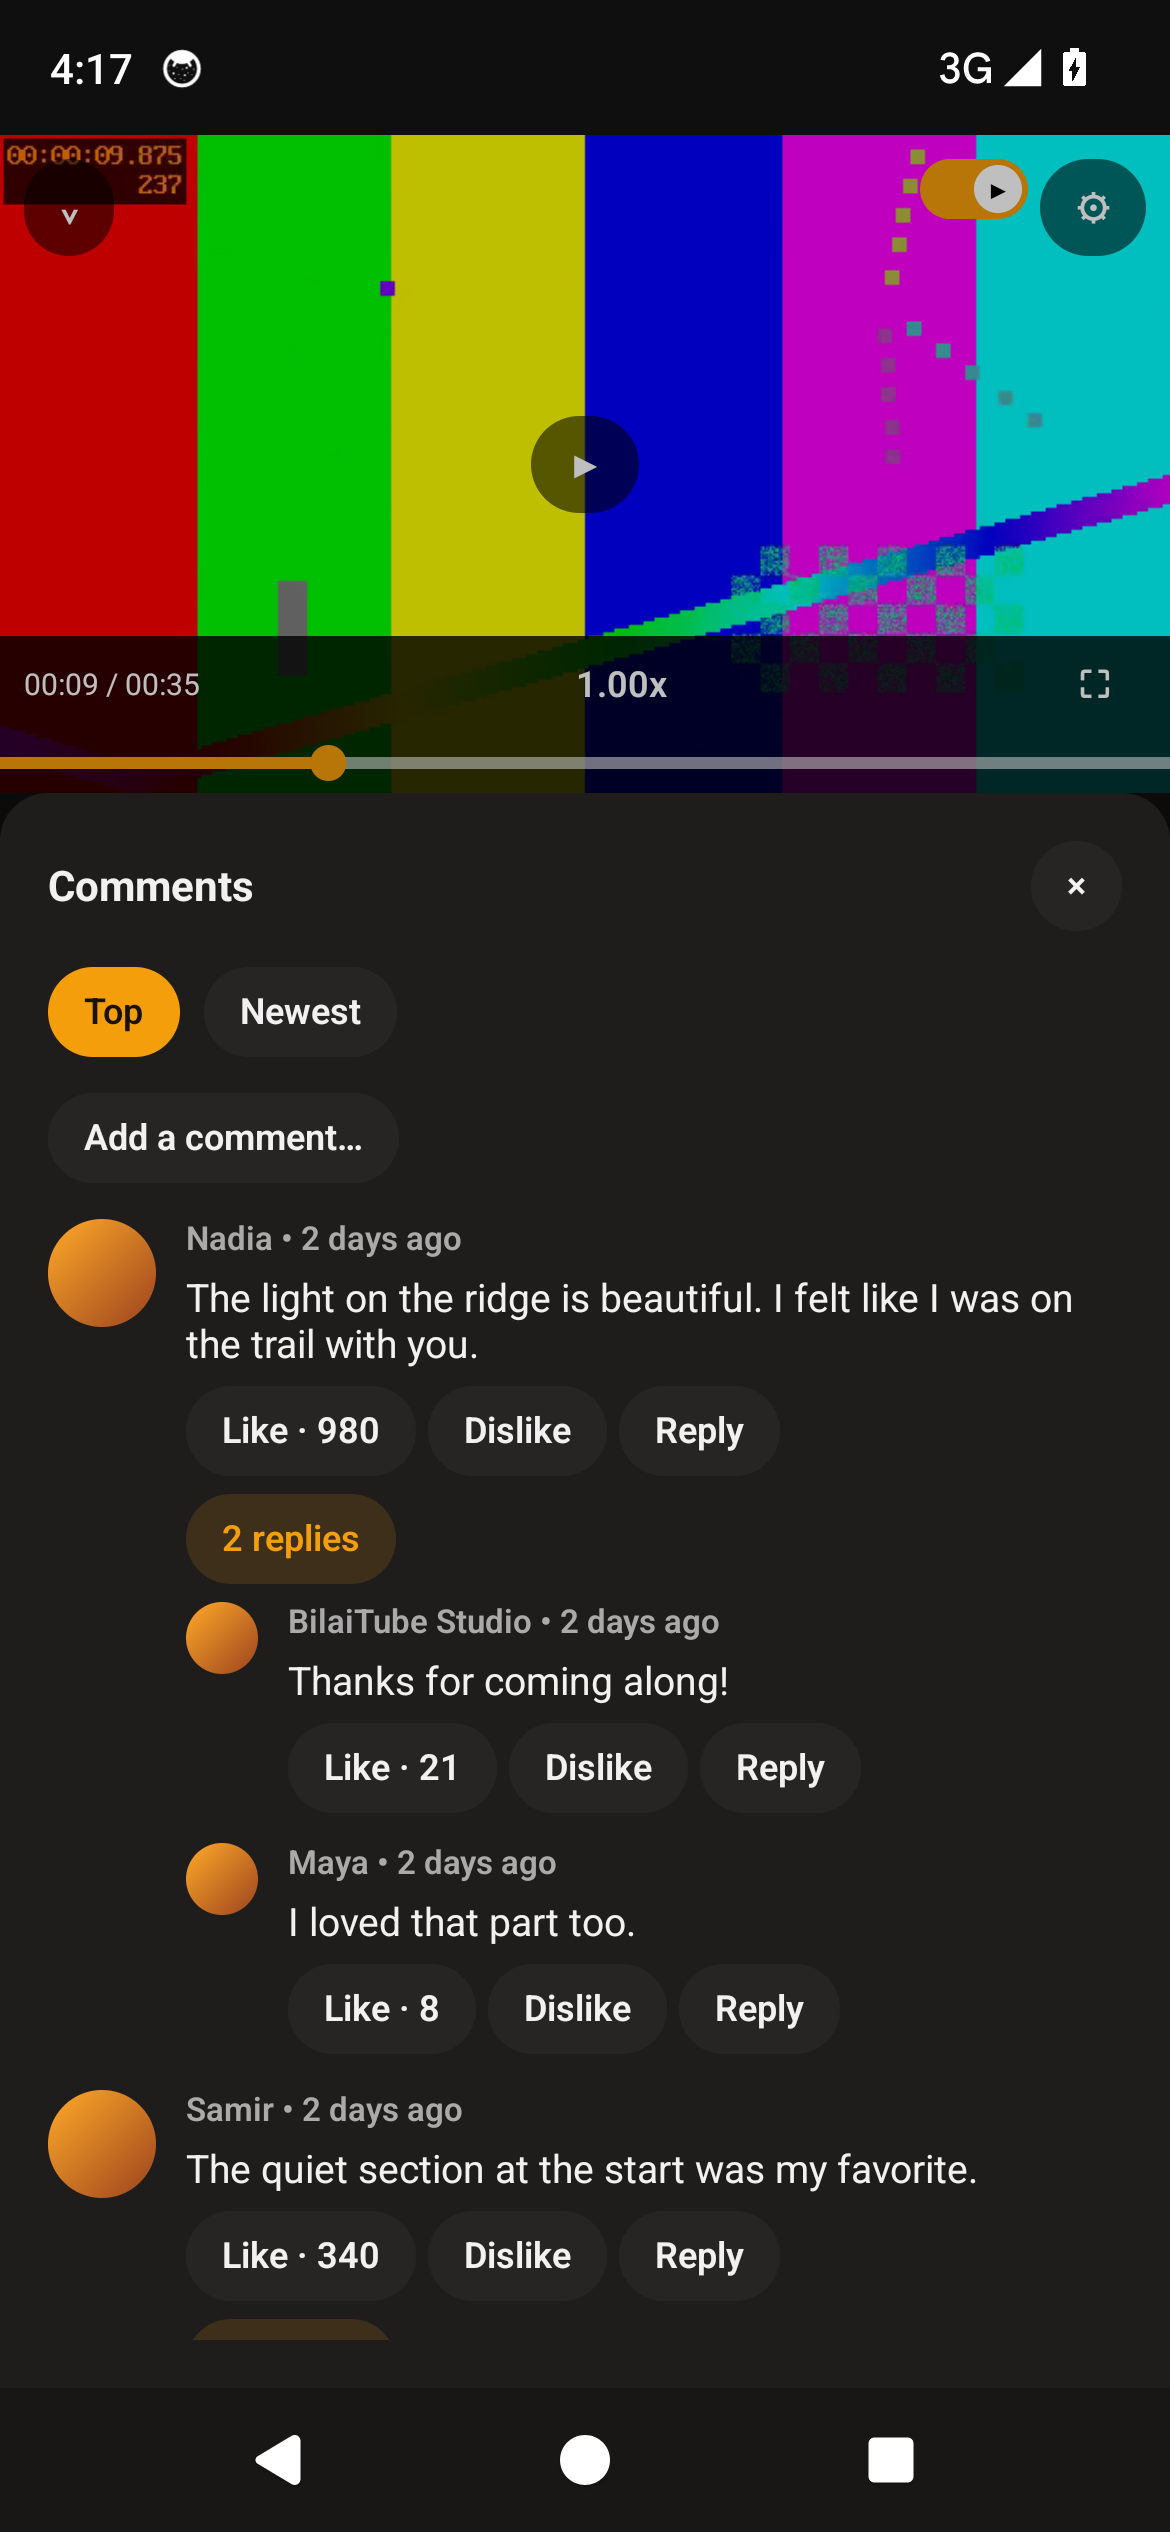 4:17
3G
00:00:09.875
237
00:09 / 00:35
1.00x
Comments
×
Top
Newest
Add a comment...
Nadia • 2 days ago
The light on the ridge is beautiful. I felt like I was on
the trail with you.
Like · 980
Dislike
Reply
2 replies
BilaiTube Studio • 2 days ago
Thanks for coming along!
Like · 21
Dislike
Reply
Maya • 2 days ago
I loved that part too.
Like · 8
Dislike
Reply
Samir • 2 days ago
The quiet section at the start was my favorite.
Like · 340
Dislike
Reply